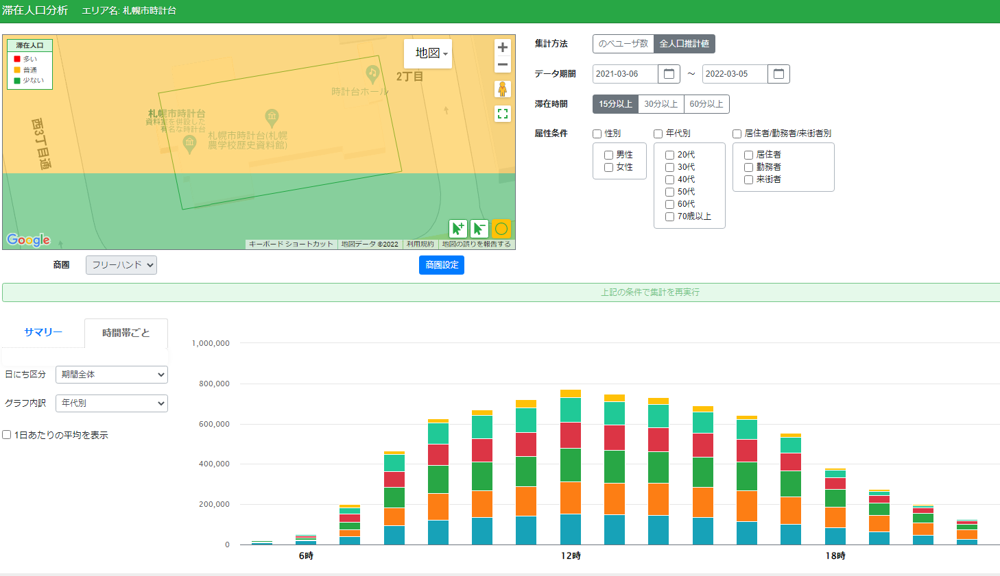 滞在人口分析 エリア名: 札幌市時計台
滞在人口
多い
普通
少ない
地図
2丁目
時計台ホール
札幌市時計台
資料室を併設した
有名な時計台
札幌市時計台(札幌
農学校歴史資料館)
西3丁目通
Google
キーボード ショートカット 地図データ ©2022 利用規約 地図の誤りを報告する
商圏 フリーハンド 商圏設定
集計方法 のべユーザ数 全人口推計値
データ期間 2021-03-06 ～ 2022-03-05
滞在時間 15分以上 30分以上 60分以上
属性条件 性別 年代別 居住者/勤務者/来街者別
男性 20代 居住者
女性 30代 勤務者
40代 来街者
50代
60代
70歳以上
上記の条件で集計を再実行
サマリー 時間帯ごと
日にち区分 期間全体
グラフ内訳 年代別
1日あたりの平均を表示
1,000,000
800,000
600,000
400,000
200,000
0
6時 12時 18時